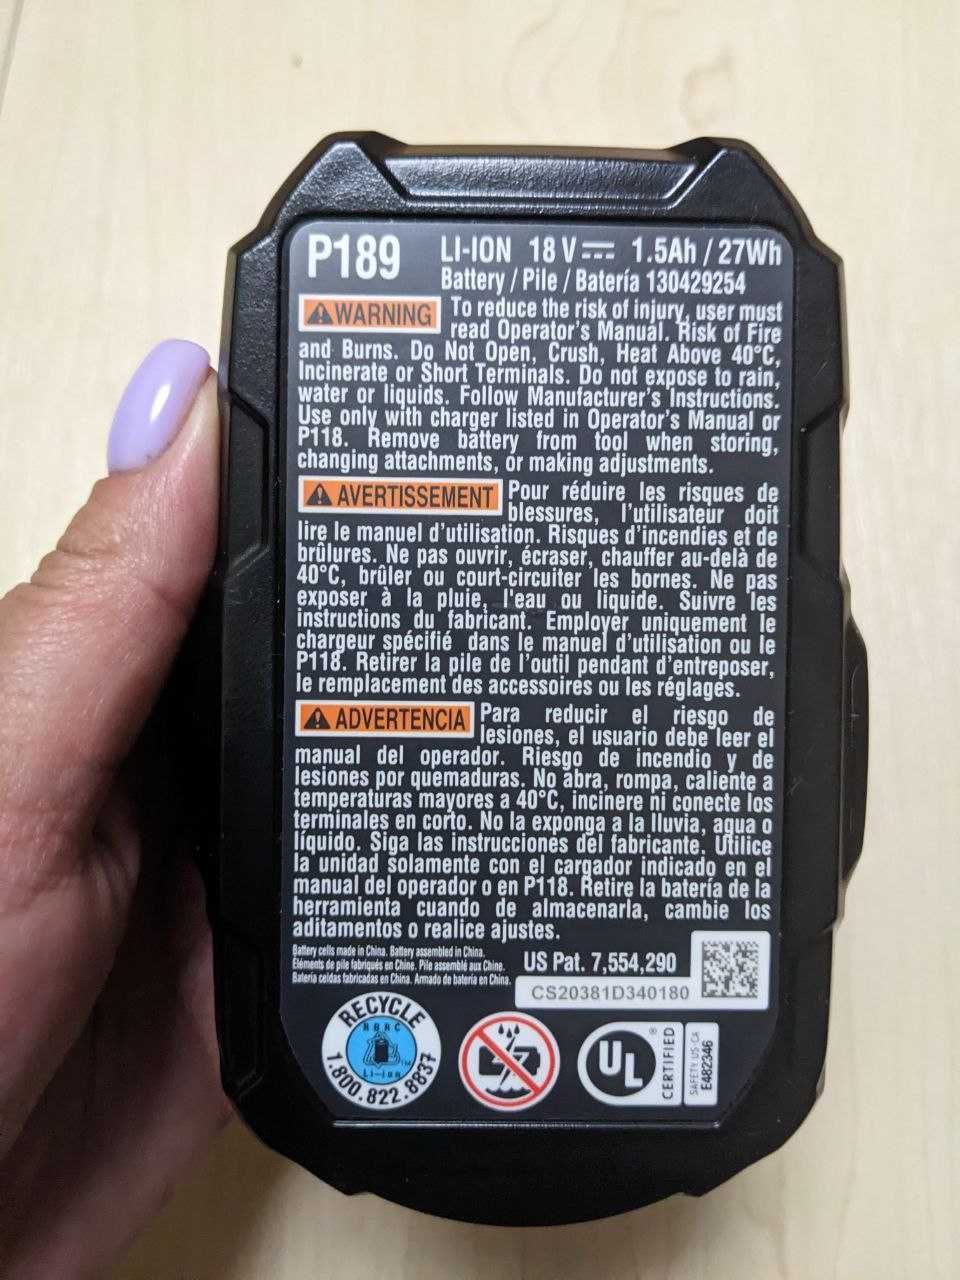 P189
LI-ION 18 V 1.5Ah / 27Wh
Battery / Pile / Batería 130429254
WARNING To reduce the risk of injury, user must
read Operator's Manual. Risk of Fire
and Burns. Do Not Open, Crush, Heat Above 40°C,
Incinerate or Short Terminals. Do not expose to rain,
water or liquids. Follow Manufacturer's Instructions.
Use only with charger listed in Operator's Manual or
P118. Remove battery from tool when storing,
changing attachments, or making adjustments.
AVERTISSEMENT Pour réduire les risques de
blessures, l'utilisateur doit
lire le manuel d'utilisation. Risques d'incendies et de
brûlures. Ne pas ouvrir, écraser, chauffer au-delà de
40°C, brûler ou court-circuiter les bornes. Ne pas
exposer à la pluie, l'eau ou liquide. Suivre les
instructions du fabricant. Employer uniquement le
chargeur spécifié dans le manuel d'utilisation ou le
P118. Retirer la pile de l'outil pendant d'entreposer,
le remplacement des accessoires ou les réglages.
ADVERTENCIA Para reducir el riesgo de
lesiones, el usuario debe leer el
manual del operador. Riesgo de incendio y de
lesiones por quemaduras. No abra, rompa, caliente a
temperaturas mayores a 40°C, incinere ni conecte los
terminales en corto. No la exponga a la lluvia, agua o
líquido. Siga las instrucciones del fabricante. Utilice
la unidad solamente con el cargador indicado en el
manual del operador o en P118. Retire la batería de la
herramienta cuando de almacenarla, cambie los
aditamentos o realice ajustes.
Battery cells made in China. Battery assembled in China.
Éléments de pile fabriqués en Chine. Pile assemblé aux Chine.
Batería celdas fabricadas en China. Armado de batería en China.
US Pat. 7,554,290
CS20381D340180
RECYCLE
RBRC
Li-ion
1.800.822.8837
UL ®
CERTIFIED
SAFETY US CA
E482346